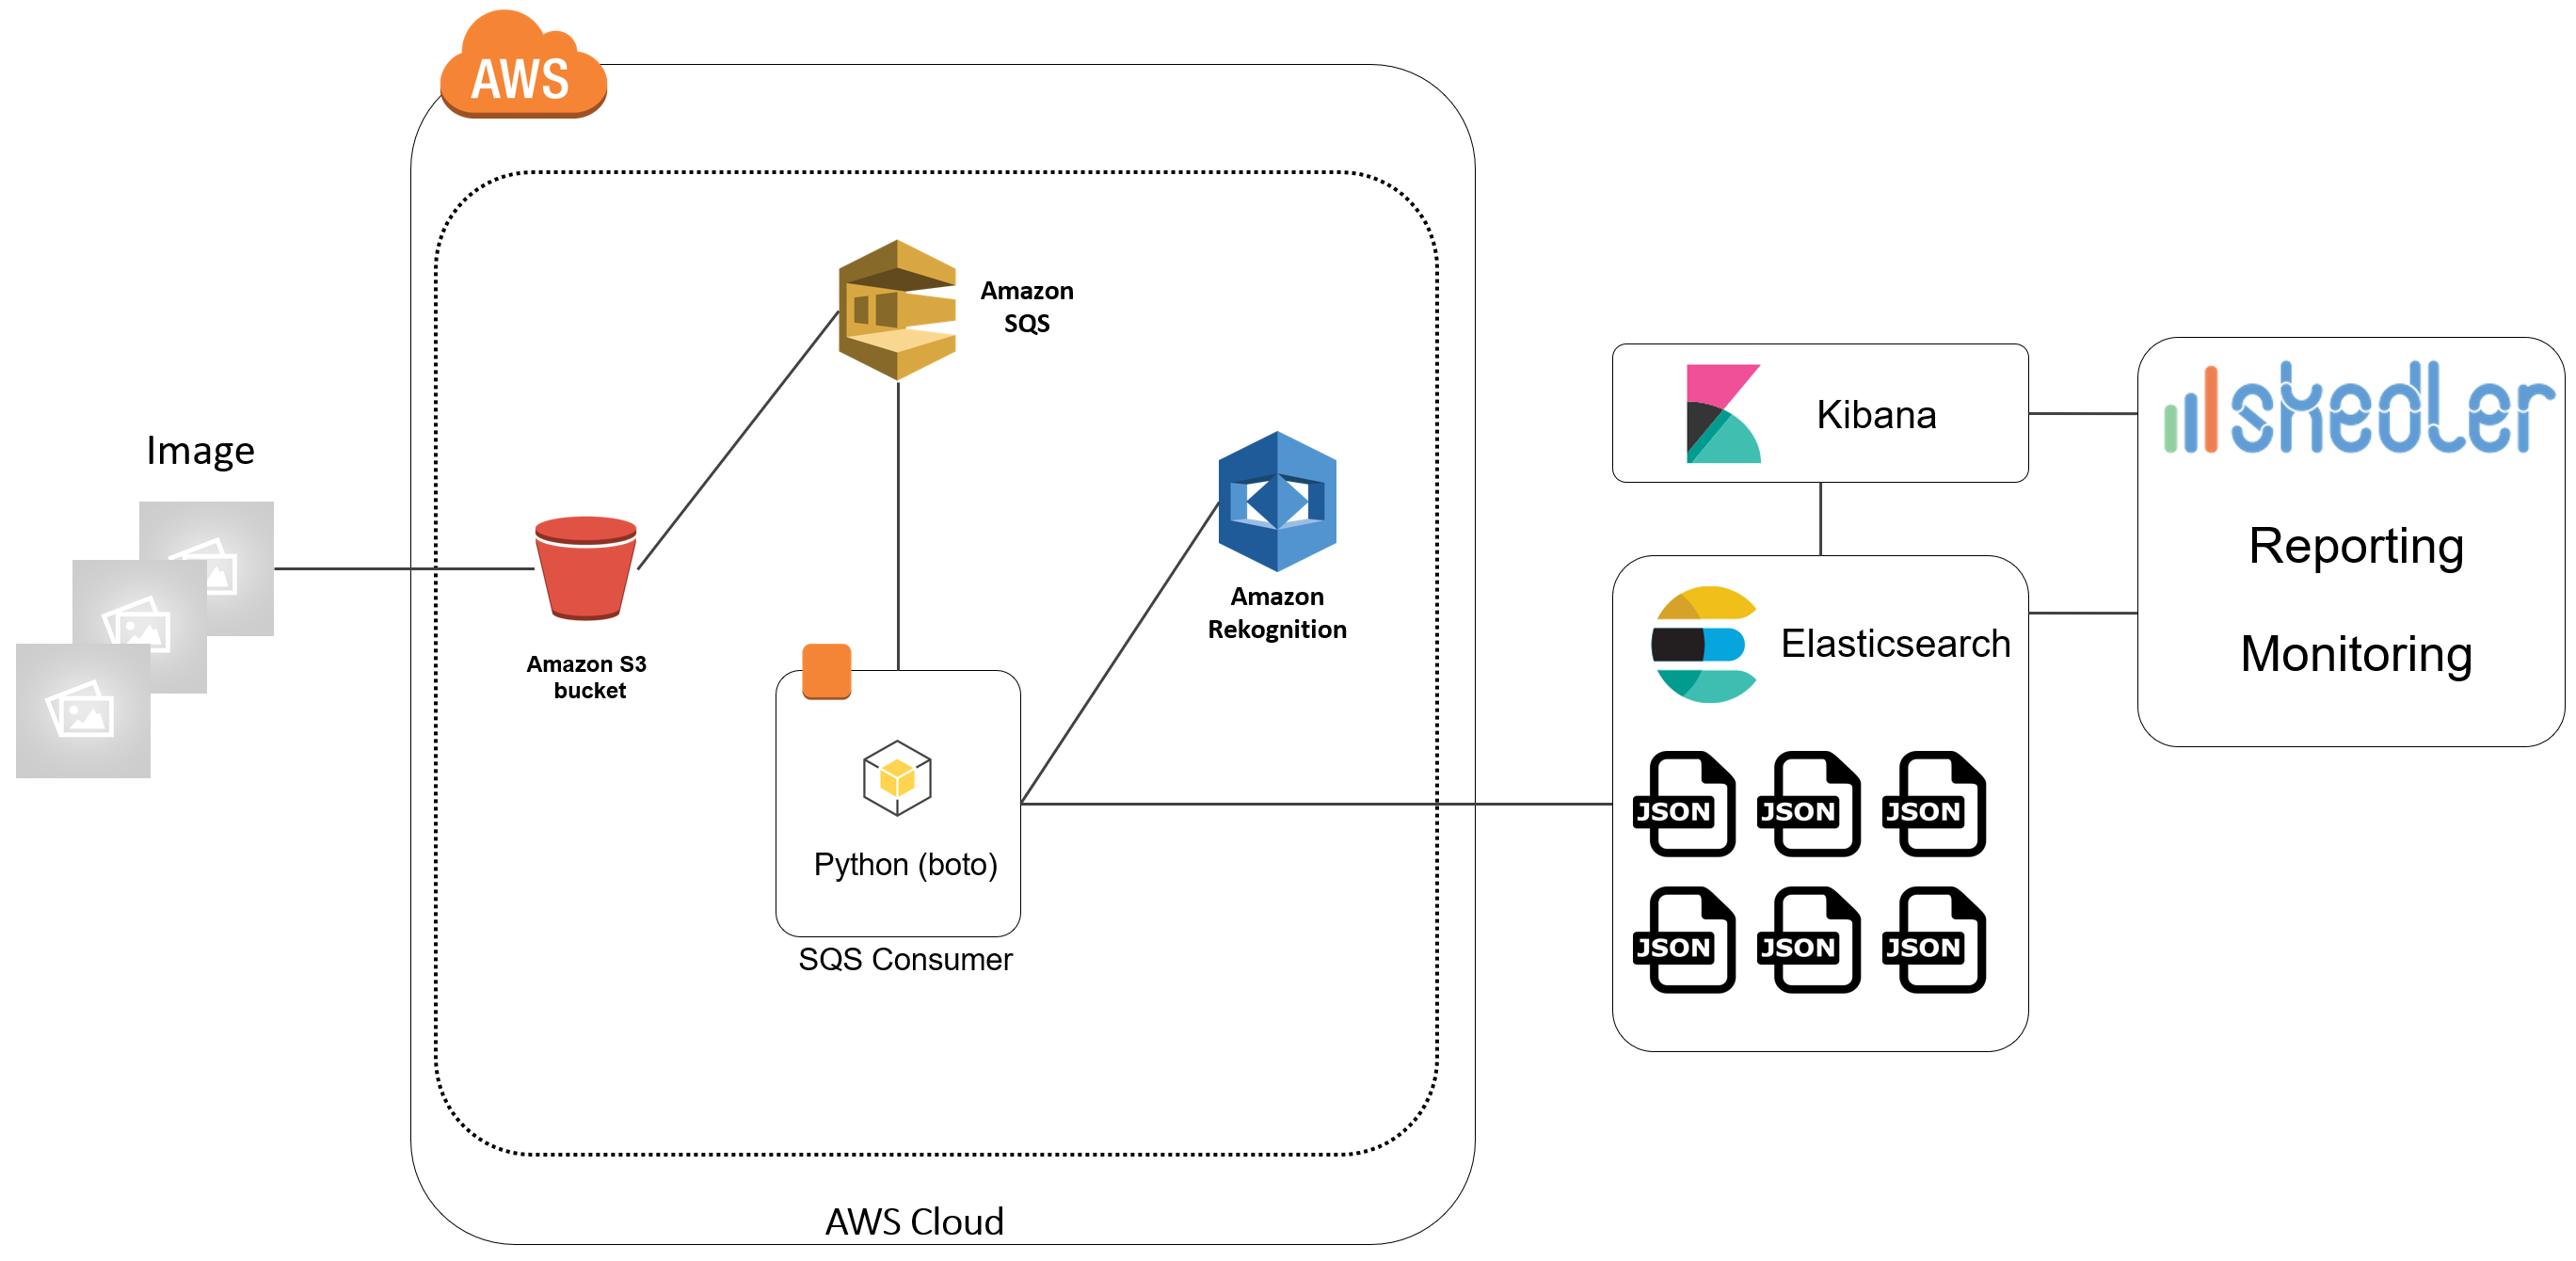 AWS
Amazon
SQS
Image
Kibana
skedler
Amazon
Rekognition
Reporting
Amazon S3
bucket
Elasticsearch
Monitoring
Python (boto)
JSON JSON JSON
JSON JSON JSON
SQS Consumer
AWS Cloud